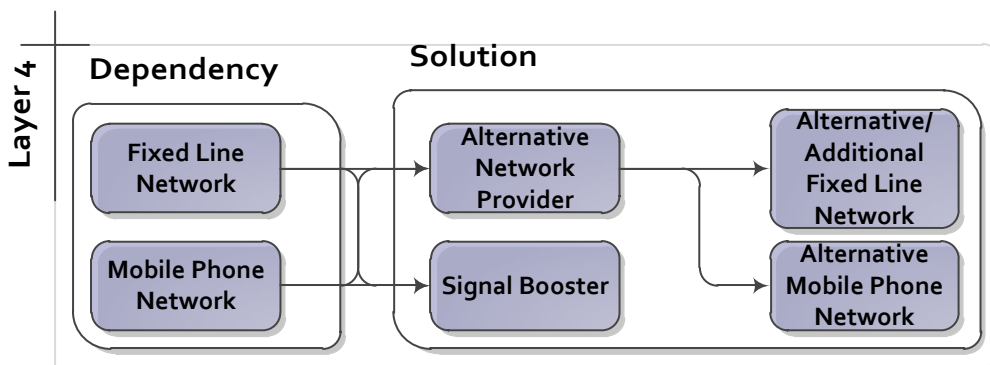 Layer 4
Dependency
Solution
Fixed Line
Network
Mobile Phone
Network
Alternative
Network
Provider
Signal Booster
Alternative/
Additional
Fixed Line
Network
Alternative
Mobile Phone
Network